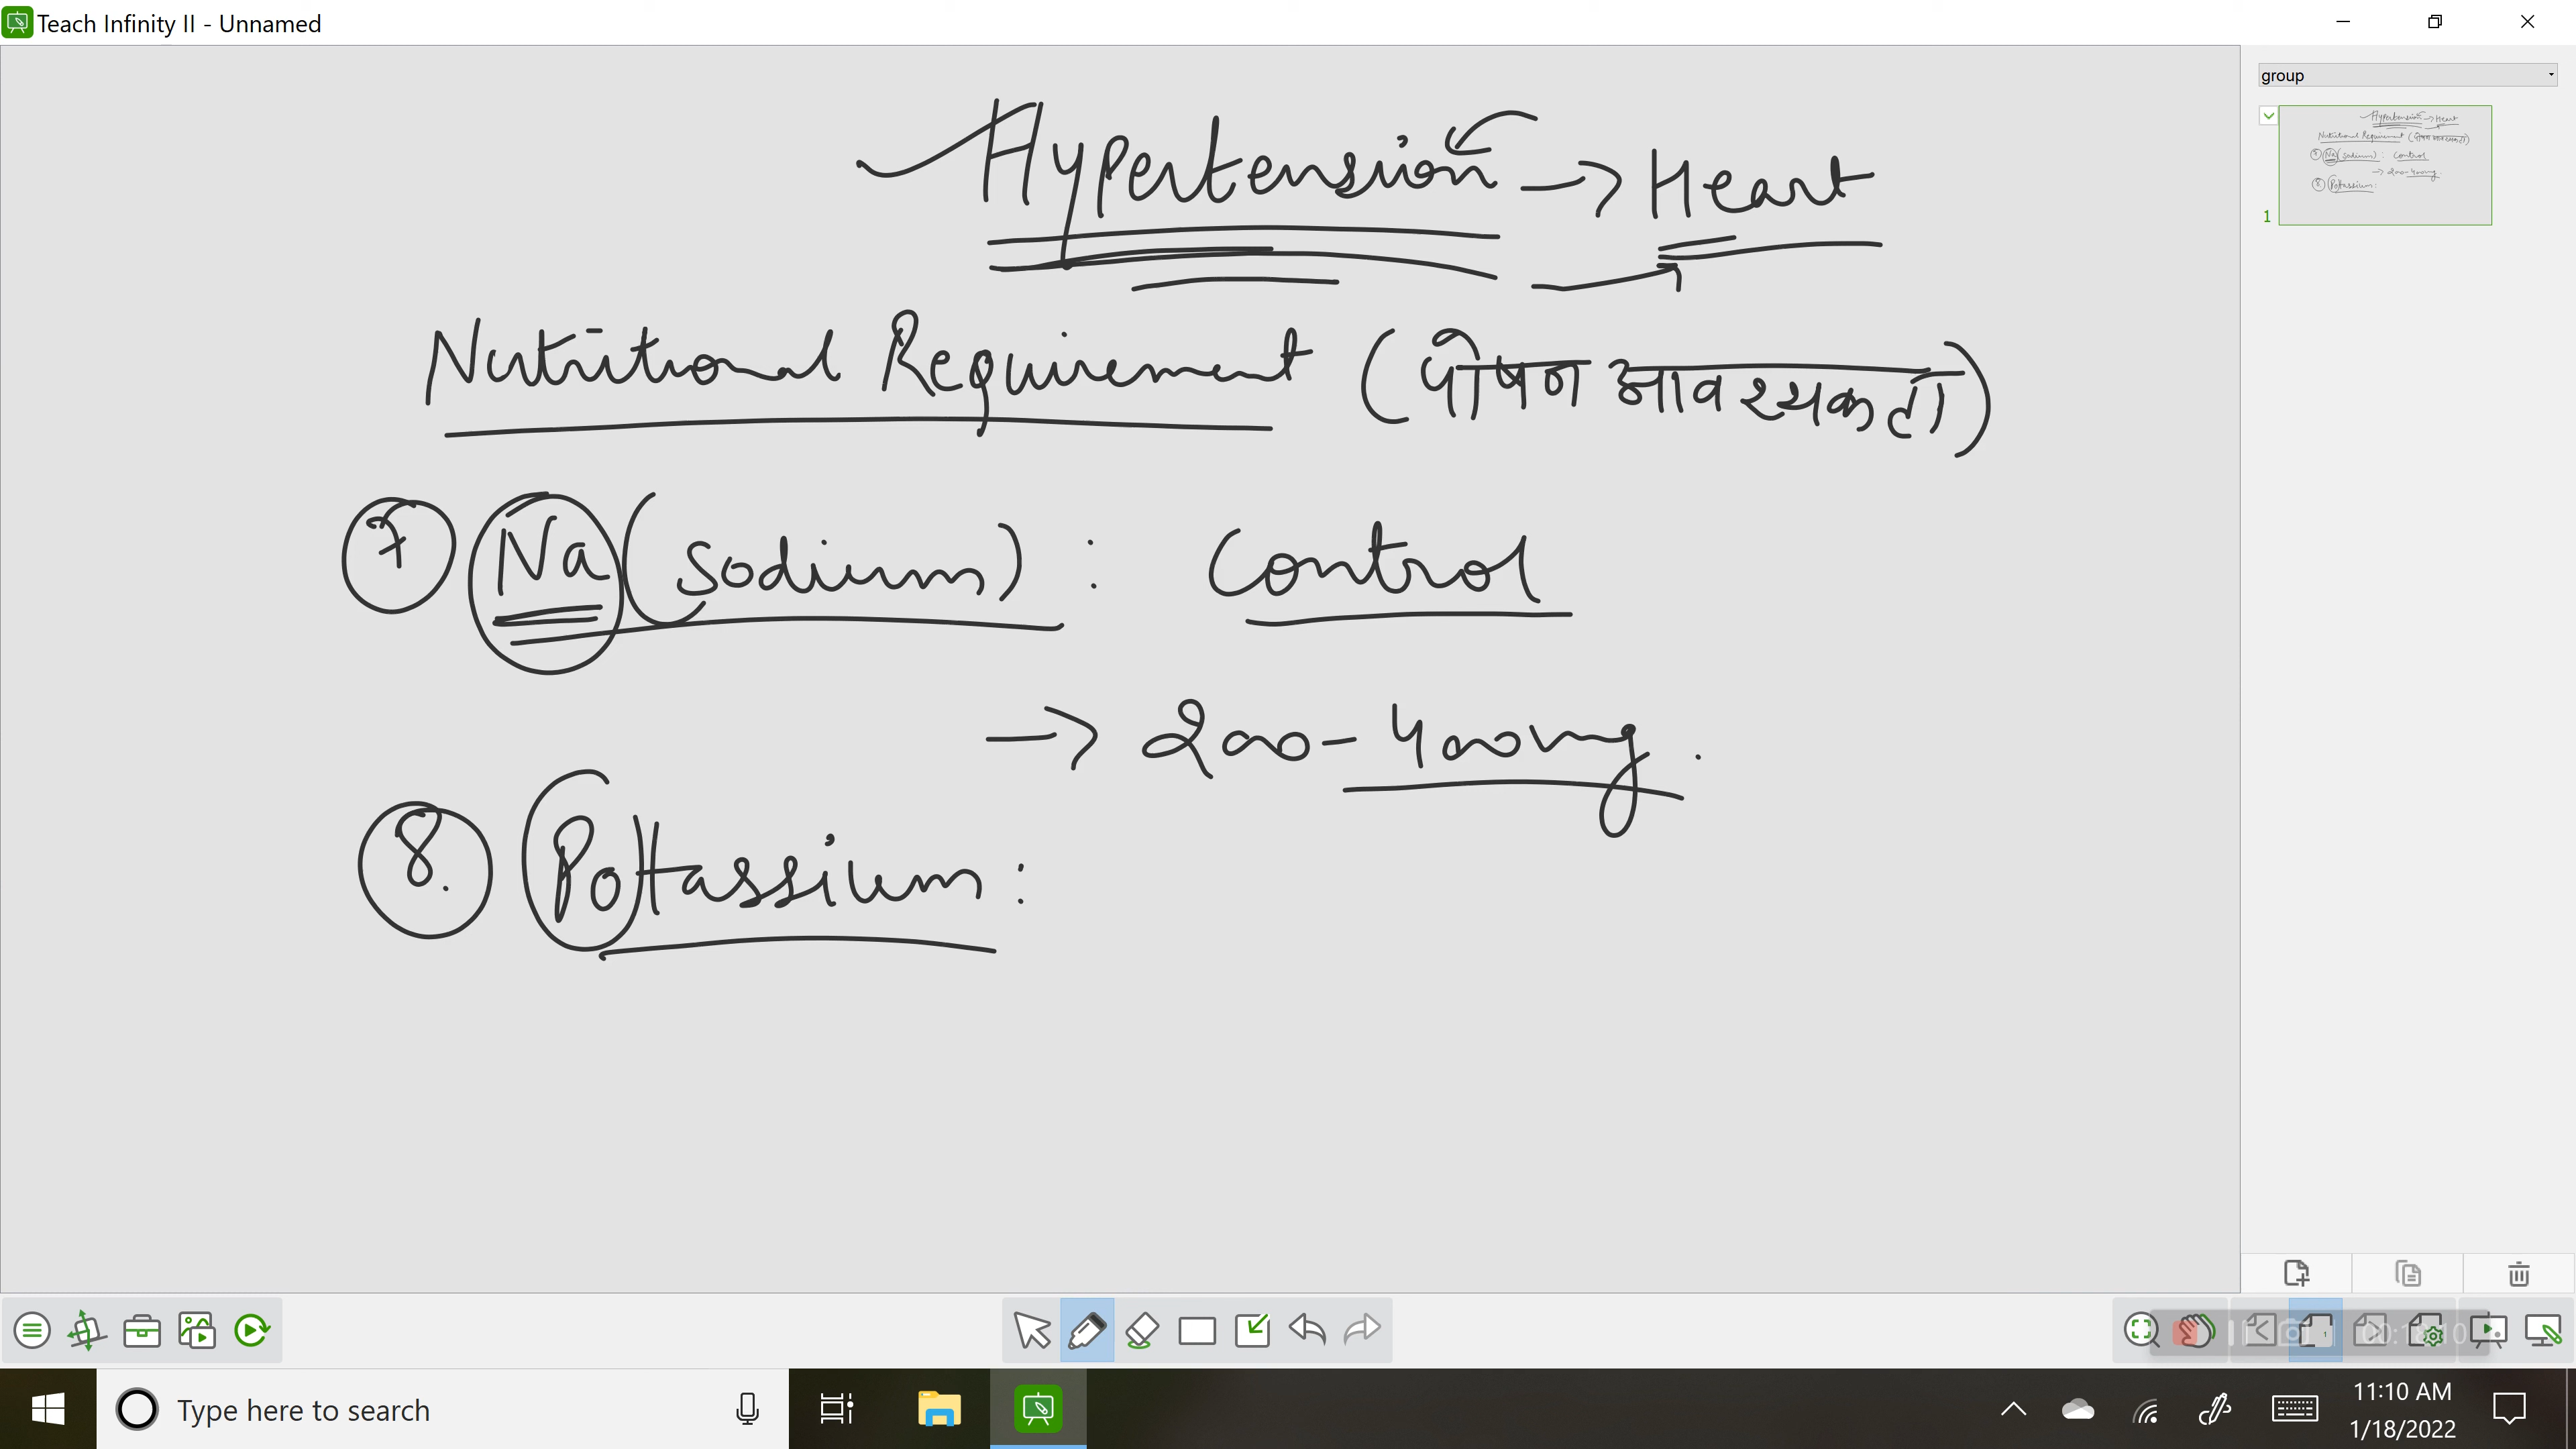 Teach Infinity II - Unnamed
group
Hypertension → Heart
Nutritional Requirement (पोषण आवश्यकता)
7 Na (sodium) : Control
→ 200-400mg.
8. Potassium :
1
Type here to search
11:10 AM
1/18/2022